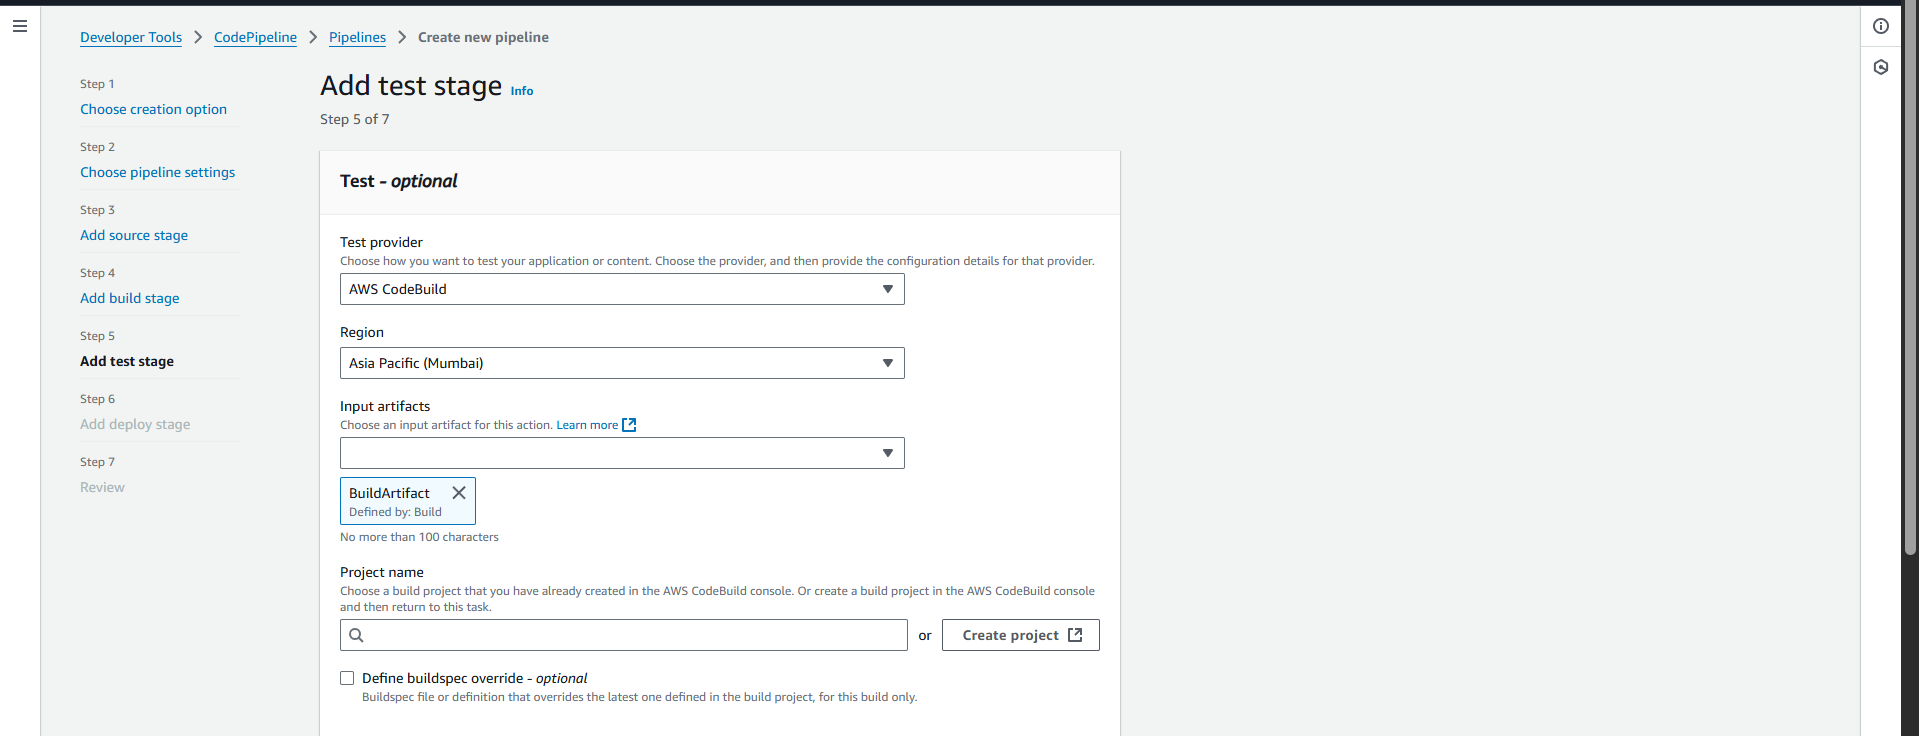 Developer Tools > CodePipeline > Pipelines > Create new pipeline
Step 1
Choose creation option
Step 2
Choose pipeline settings
Step 3
Add source stage
Step 4
Add build stage
Step 5
Add test stage
Step 6
Add deploy stage
Step 7
Review
Add test stage Info
Step 5 of 7
Test - optional
Test provider
Choose how you want to test your application or content. Choose the provider, and then provide the configuration details for that provider.
AWS CodeBuild
Region
Asia Pacific (Mumbai)
Input artifacts
Choose an input artifact for this action. Learn more
BuildArtifact
Defined by: Build
No more than 100 characters
Project name
Choose a build project that you have already created in the AWS CodeBuild console. Or create a build project in the AWS CodeBuild console
and then return to this task.
or Create project
Define buildspec override - optional
Buildspec file or definition that overrides the latest one defined in the build project, for this build only.